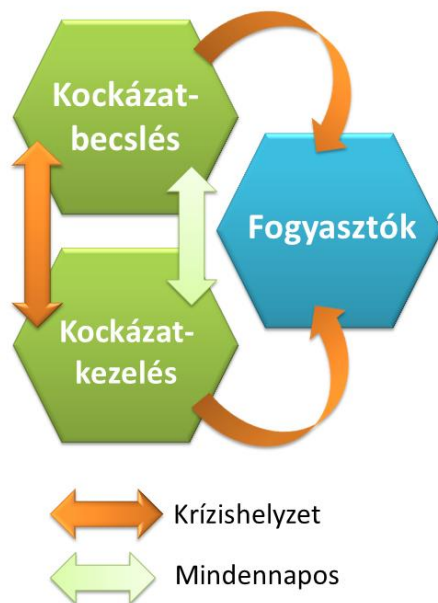 Kockázat-
becslés
Fogyasztók
Kockázat-
kezelés
Krízishelyzet
Mindennapos